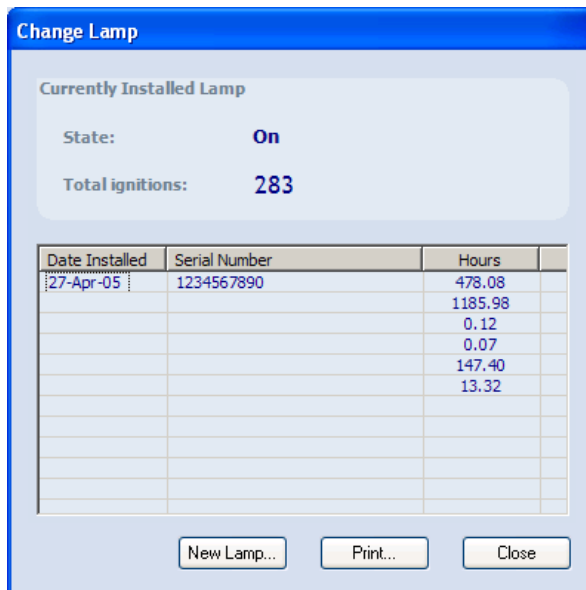 Change Lamp
Currently Installed Lamp
State: On
Total ignitions: 283
Date Installed Serial Number Hours
27-Apr-05 1234567890 478.08
1185.98
0.12
0.07
147.40
13.32
New Lamp... Print... Close